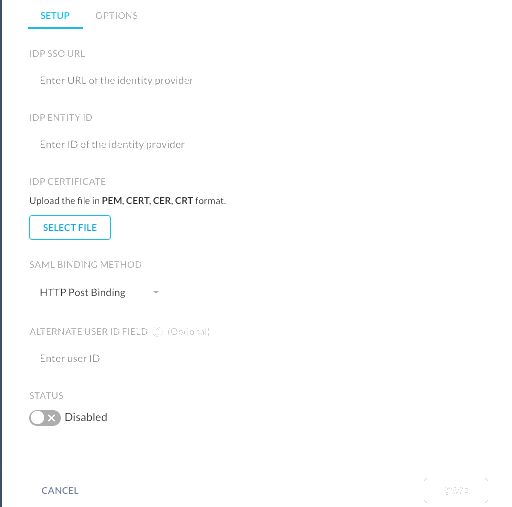 SETUP OPTIONS
IDP SSO URL
Enter URL of the identity provider
IDP ENTITY ID
Enter ID of the identity provider
IDP CERTIFICATE
Upload the file in PEM, CERT, CER, CRT format.
SELECT FILE
SAML BINDING METHOD
HTTP Post Binding
ALTERNATE USER ID FIELD (Optional)
Enter user ID
STATUS
Disabled
CANCEL